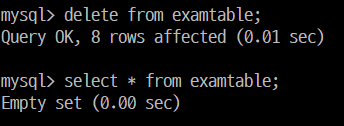 mysql> delete from examtable;
Query OK, 8 rows affected (0.01 sec)
mysql> select * from examtable;
Empty set (0.00 sec)